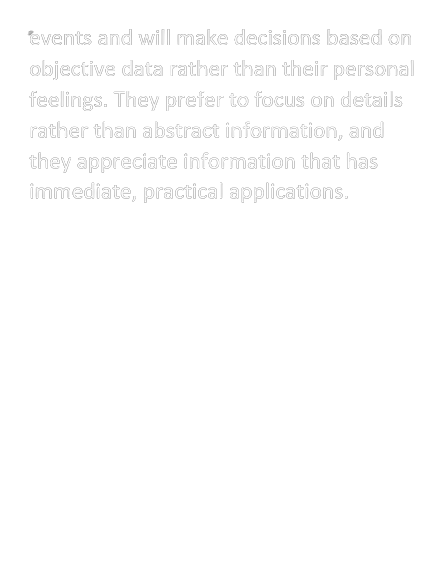 events and will make decisions based on
objective data rather than their personal
feelings. They prefer to focus on details
rather than abstract information, and
they appreciate information that has
immediate, practical applications.